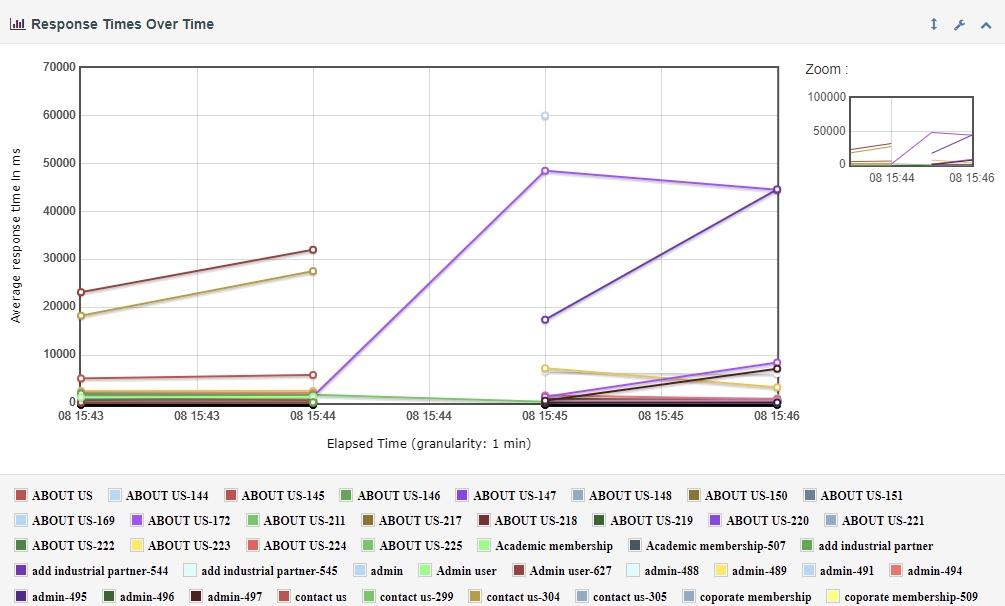 Response Times Over Time
Zoom :
70000
60000
50000
40000
30000
20000
10000
0
Average response time in ms
08 15:43 08 15:43 08 15:44 08 15:44 08 15:45 08 15:45 08 15:46
Elapsed Time (granularity: 1 min)
100000
50000
0
08 15:44 08 15:46
ABOUT US ABOUT US-144 ABOUT US-145 ABOUT US-146 ABOUT US-147 ABOUT US-148 ABOUT US-150 ABOUT US-151
ABOUT US-169 ABOUT US-172 ABOUT US-211 ABOUT US-217 ABOUT US-218 ABOUT US-219 ABOUT US-220 ABOUT US-221
ABOUT US-222 ABOUT US-223 ABOUT US-224 ABOUT US-225 Academic membership Academic membership-507 add industrial partner
add industrial partner-544 add industrial partner-545 admin Admin user Admin user-627 admin-488 admin-489 admin-491 admin-494
admin-495 admin-496 admin-497 contact us contact us-299 contact us-304 contact us-305 coporate membership coporate membership-509